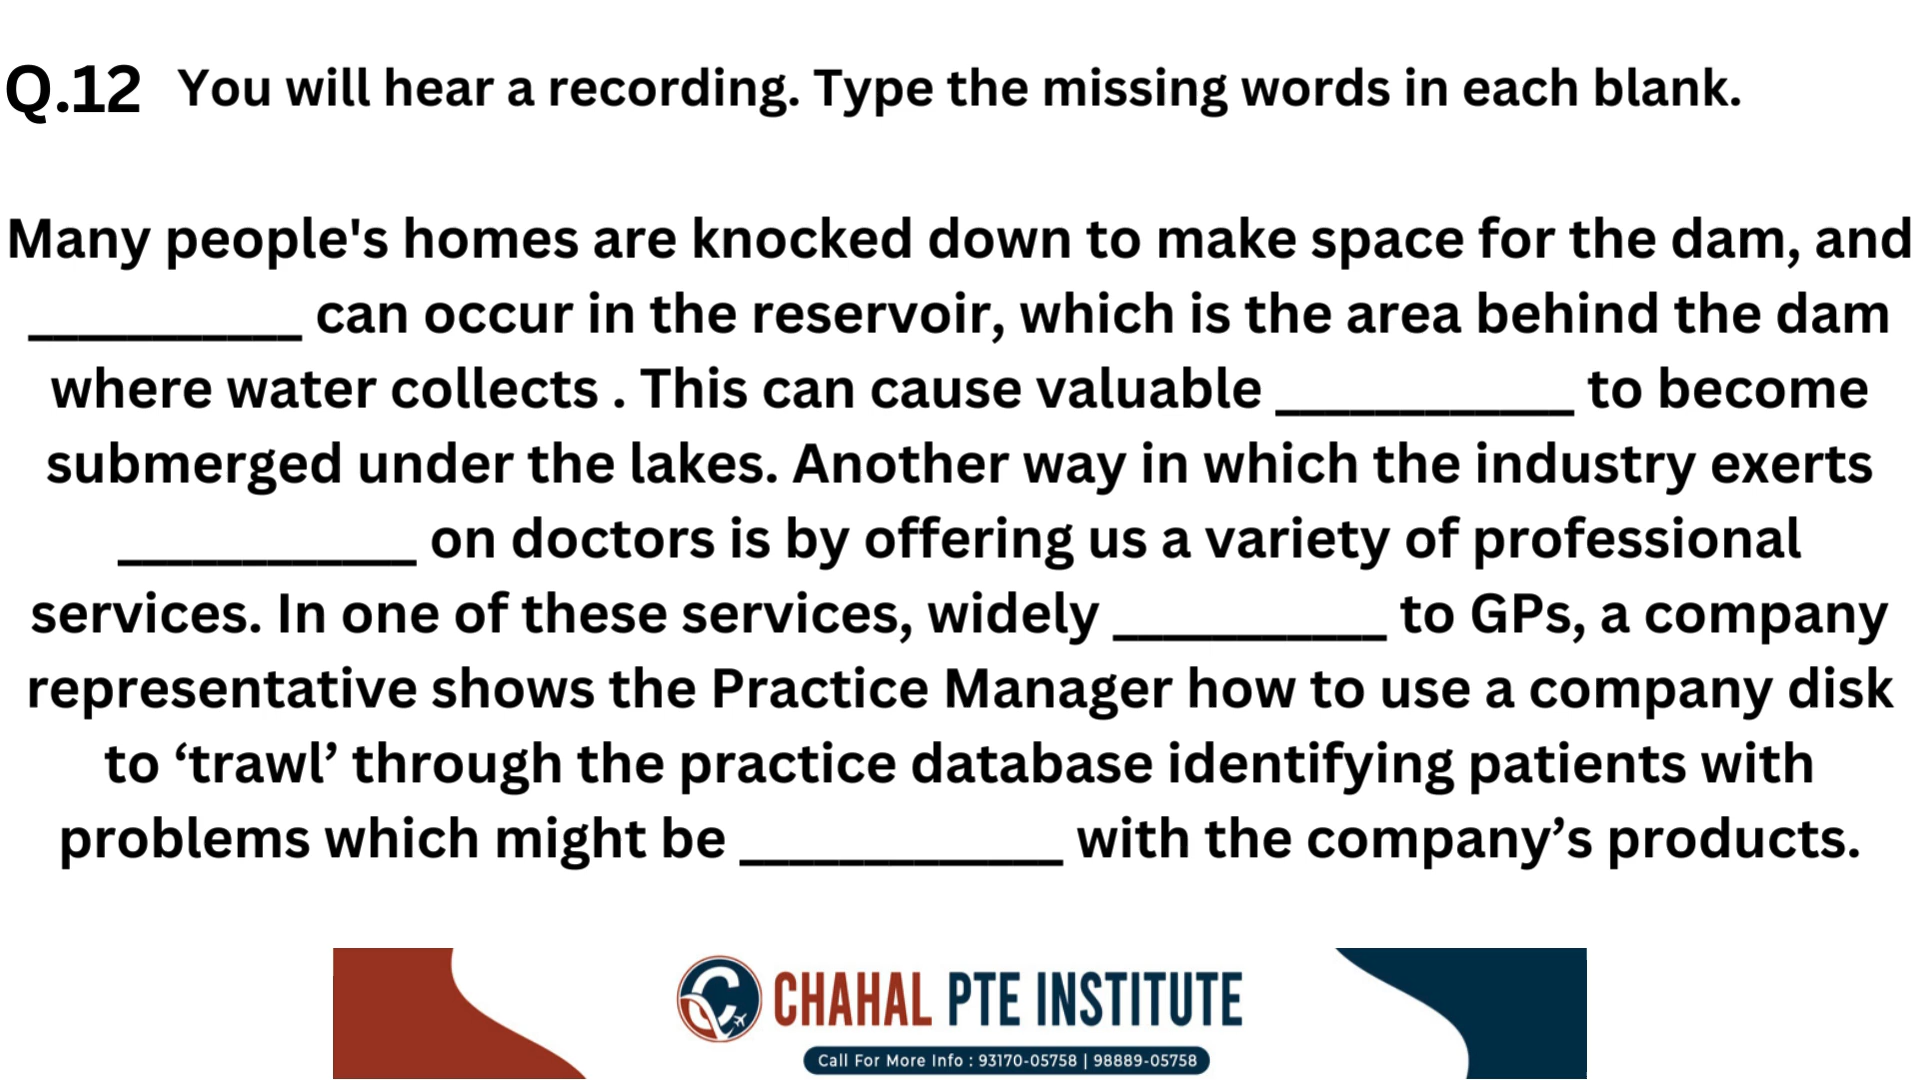 Q.12 You will hear a recording. Type the missing words in each blank.
Many people's homes are knocked down to make space for the dam, and
___________ can occur in the reservoir, which is the area behind the dam
where water collects . This can cause valuable ____________ to become
submerged under the lakes. Another way in which the industry exerts
____________ on doctors is by offering us a variety of professional
services. In one of these services, widely ___________ to GPs, a company
representative shows the Practice Manager how to use a company disk
to ‘trawl’ through the practice database identifying patients with
problems which might be _____________ with the company’s products.
CHAHAL PTE INSTITUTE
Call For More Info : 93170-05758 | 98889-05758